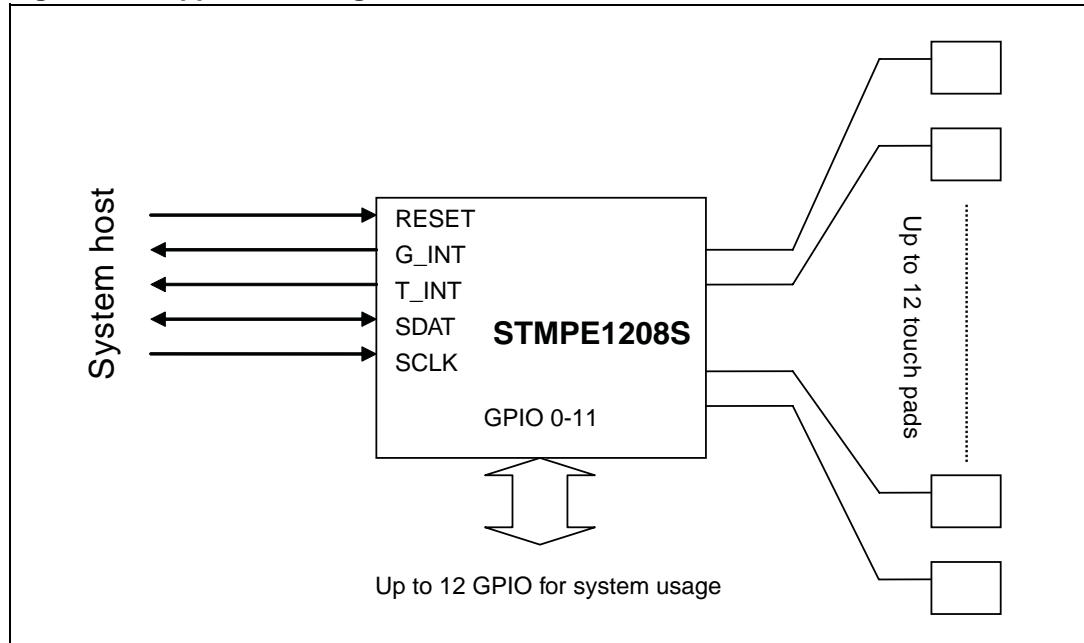 System host
RESET
G_INT
T_INT
SDAT
SCLK
STMPE1208S
GPIO 0-11
Up to 12 touch pads
Up to 12 GPIO for system usage